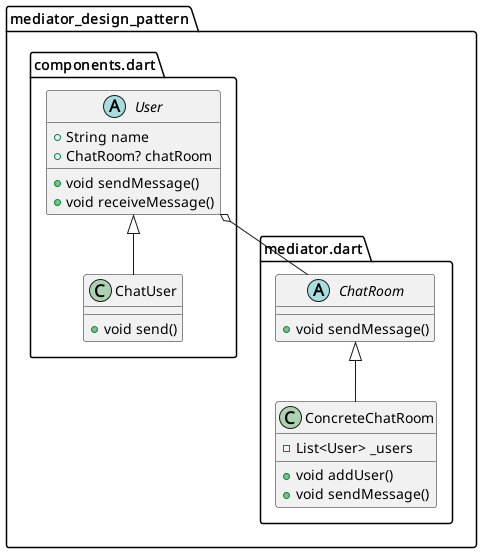 mediator_design_pattern
components.dart
A User
String name
ChatRoom? chatRoom
void sendMessage()
void receiveMessage()
C ChatUser
void send()
mediator.dart
A ChatRoom
void sendMessage()
C ConcreteChatRoom
List<User> _users
void addUser()
void sendMessage()